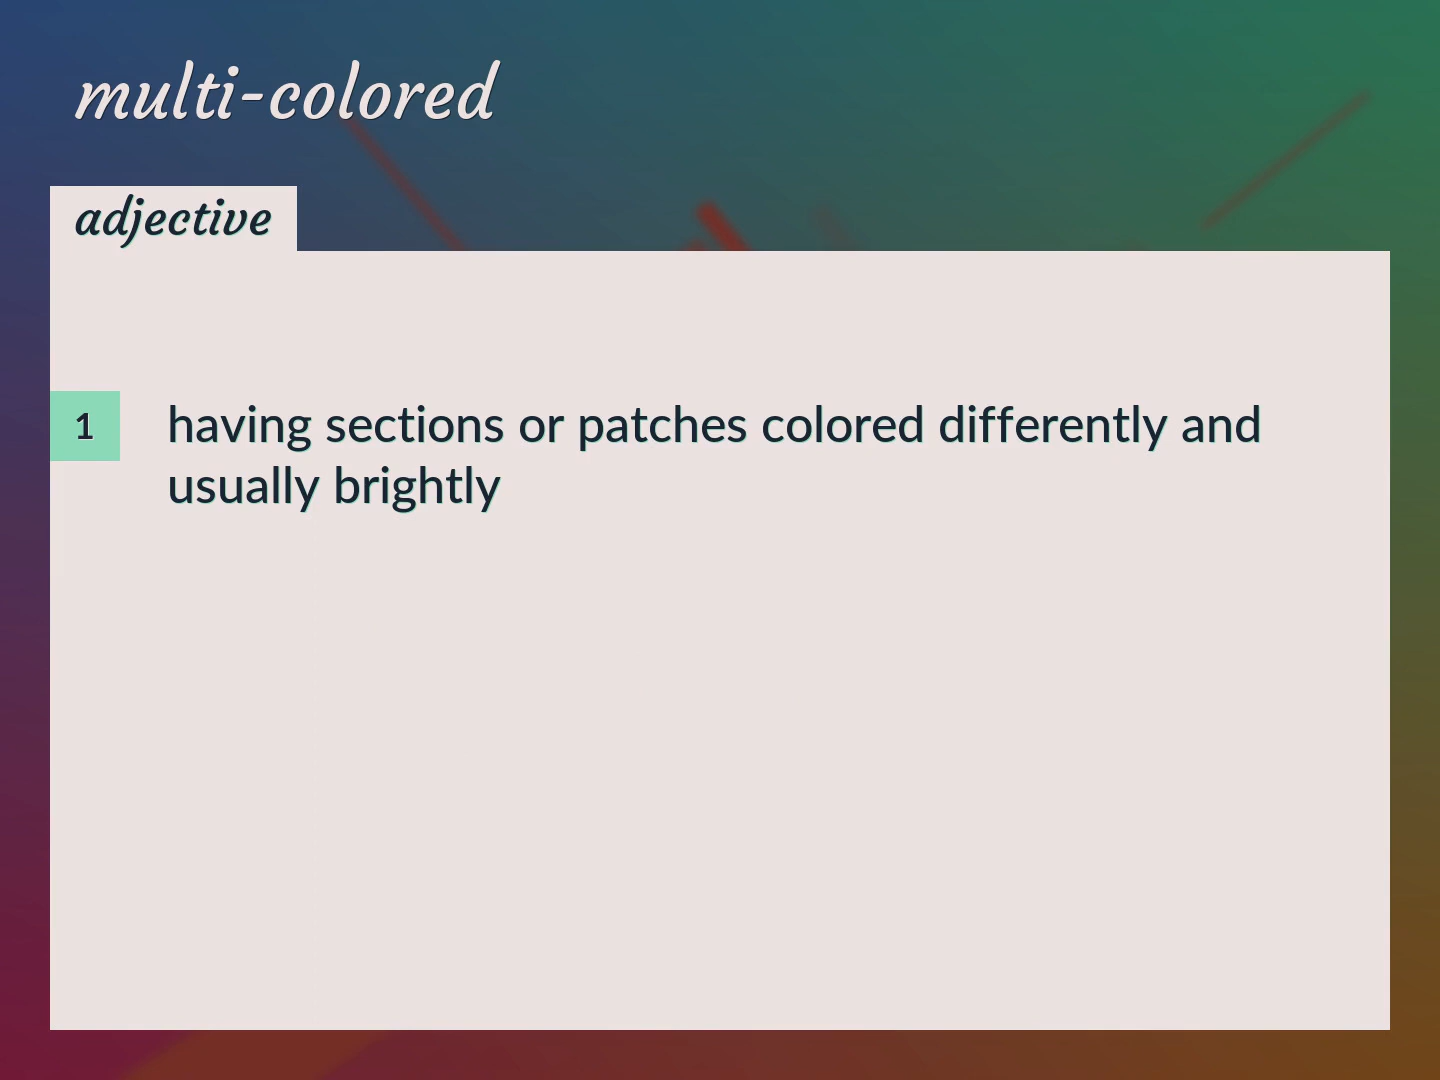 multi-colored
adjective
1 having sections or patches colored differently and
usually brightly